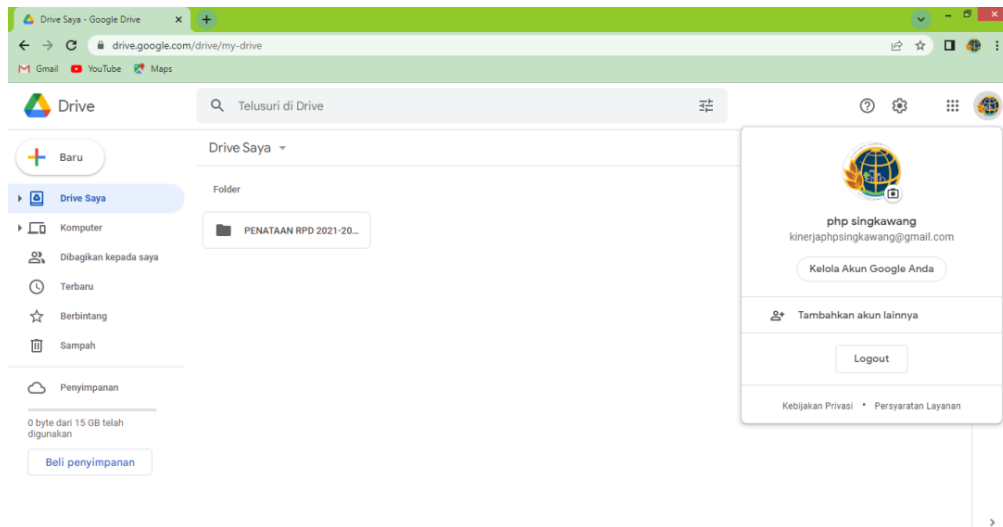 Drive Saya - Google Drive
drive.google.com/drive/my-drive
Gmail YouTube Maps
Drive
Telusuri di Drive
Baru
Drive Saya
Komputer
Dibagikan kepada saya
Terbaru
Berbintang
Sampah
Penyimpanan
0 byte dari 15 GB telah
digunakan
Beli penyimpanan
Drive Saya
Folder
PENATAAN RPD 2021-20...
php singkawang
kinerjaphpsingkawang@gmail.com
Kelola Akun Google Anda
Tambahkan akun lainnya
Logout
Kebijakan Privasi • Persyaratan Layanan